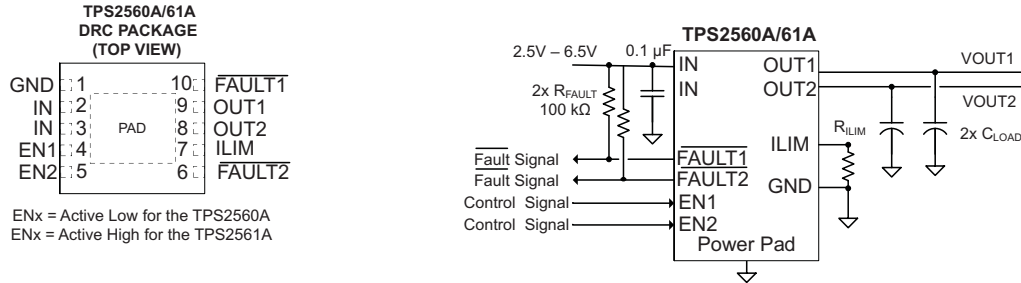 TPS2560A/61A
DRC PACKAGE
(TOP VIEW)
GND 1
IN 2
IN 3
EN1 4
EN2 5
PAD
10 FAULT1
9 OUT1
8 OUT2
7 ILIM
6 FAULT2
ENx = Active Low for the TPS2560A
ENx = Active High for the TPS2561A
TPS2560A/61A
2.5V – 6.5V
0.1 µF
2x RFAULT
100 kΩ
Fault Signal
Fault Signal
Control Signal
Control Signal
IN
IN
FAULT1
FAULT2
EN1
EN2
Power Pad
OUT1
OUT2
ILIM
GND
RILIM
VOUT1
VOUT2
2x CLOAD